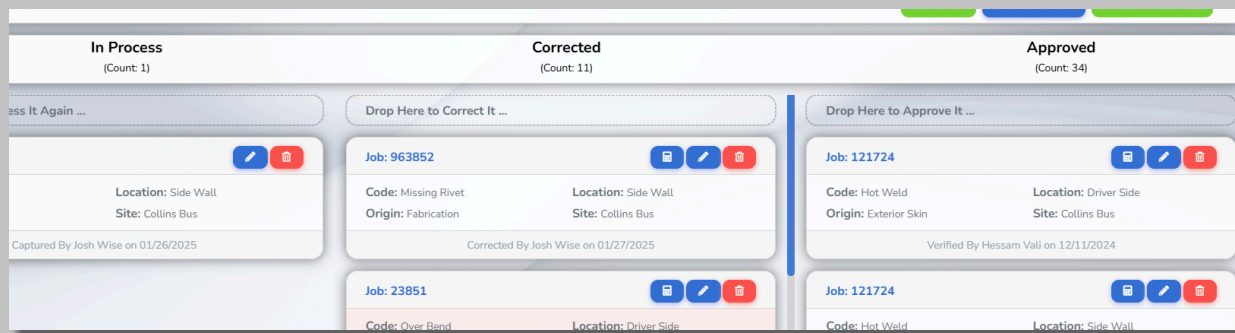 In Process
(Count: 1)
Corrected
(Count: 11)
Approved
(Count: 34)
It Again ...
Drop Here to Correct It ...
Drop Here to Approve It ...
Location: Side Wall
Site: Collins Bus
Captured By Josh Wise on 01/26/2025
Job: 963852
Code: Missing Rivet
Location: Side Wall
Origin: Fabrication
Site: Collins Bus
Corrected By Josh Wise on 01/27/2025
Job: 23851
Code: Over Bend
Location: Driver Side
Job: 121724
Code: Hot Weld
Location: Driver Side
Origin: Exterior Skin
Site: Collins Bus
Verified By Hessam Vali on 12/11/2024
Job: 121724
Code: Hot Weld
Location: Side Wall